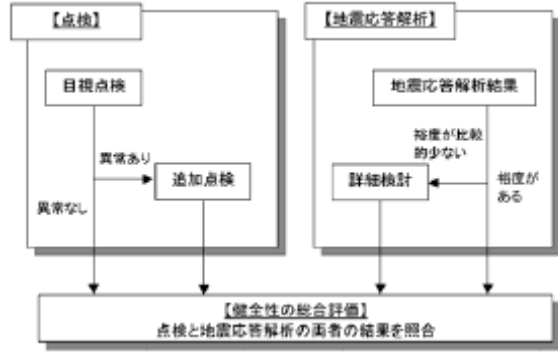 【点検】
目視点検
異常あり
追加点検
異常なし
【地震応答解析】
地震応答解析結果
裕度が比較
的少ない
詳細検討
裕度が
ある
【健全性の総合評価】
点検と地震応答解析の両者の結果を照合